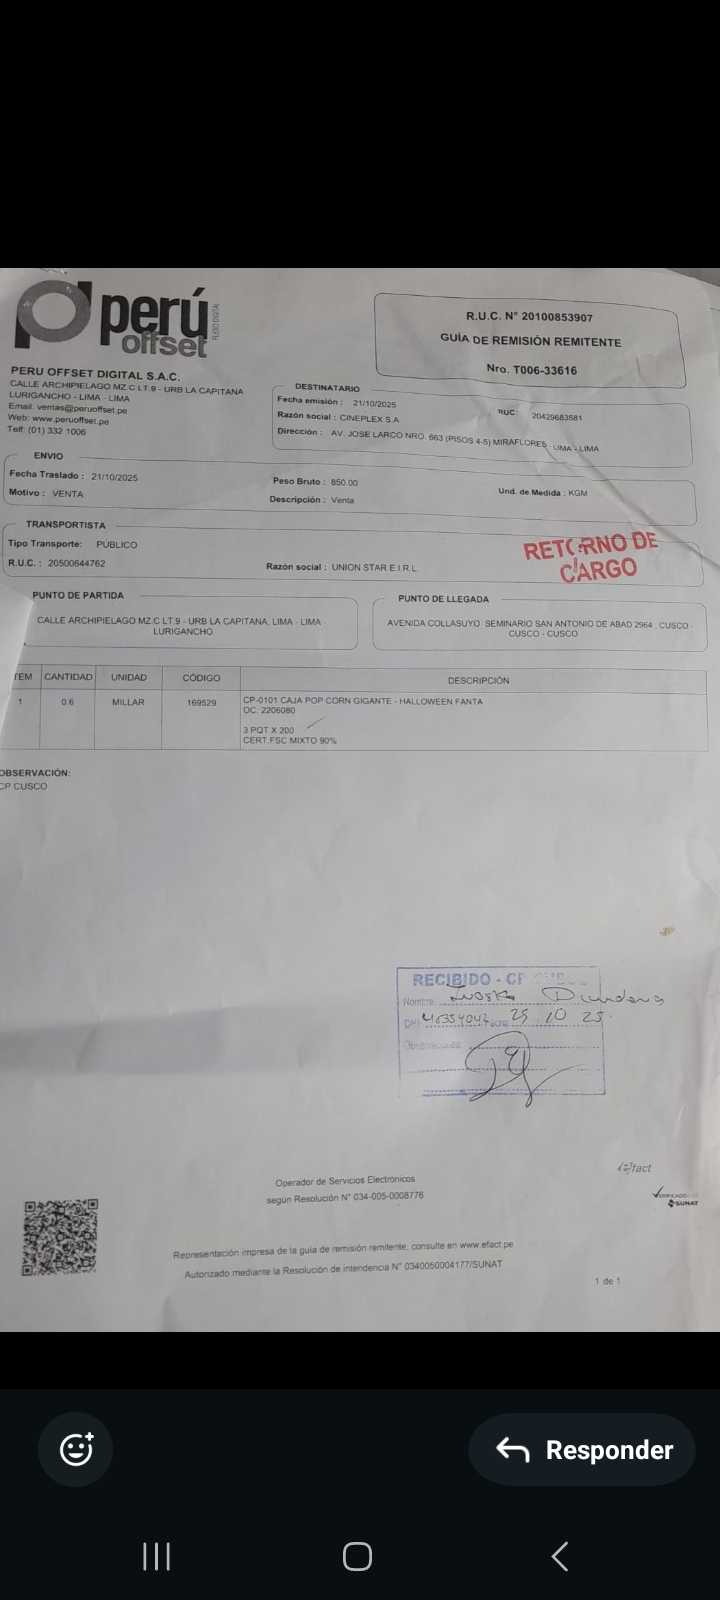 perú
offset
R.U.C. N° 20100853907
GUÍA DE REMISIÓN REMITENTE
Nro. T006-33616
PERU OFFSET DIGITAL S.A.C.
CALLE ARCHIPIELAGO MZ.C LT.9 - URB LA CAPITANA
LURIGANCHO - LIMA - LIMA
Email: ventas@peruoffset.pe
Web: www.peruoffset.pe
Telf: (01) 332 1006
DESTINATARIO
Fecha emisión : 21/10/2025
RUC: 20429683581
Razón social : CINEPLEX S.A
Dirección : AV. JOSE LARCO NRO. 663 (PISOS 4-5) MIRAFLORES - LIMA - LIMA
ENVIO
Fecha Traslado : 21/10/2025
Peso Bruto : 850.00
Und. de Medida : KGM
Motivo : VENTA
Descripción : Venta
TRANSPORTISTA
Tipo Transporte: PUBLICO
R.U.C. : 20500644762
Razón social : UNION STAR E.I.R.L.
RETORNO DE
CARGO
PUNTO DE PARTIDA
CALLE ARCHIPIELAGO MZ.C LT.9 - URB LA CAPITANA, LIMA - LIMA
LURIGANCHO
PUNTO DE LLEGADA
AVENIDA COLLASUYO SEMINARIO SAN ANTONIO DE ABAD 2964 , CUSCO -
CUSCO - CUSCO
TEM CANTIDAD UNIDAD CÓDIGO DESCRIPCIÓN
1 0.6 MILLAR 169529 CP-0101 CAJA POP CORN GIGANTE - HALLOWEEN FANTA
OC: 2206080
3 PQT X 200
CERT.FSC MIXTO 90%
OBSERVACIÓN:
CP CUSCO
RECIBIDO - CP
Nombre:
DNI 25 10 25
Observaciones:
Operador de Servicios Electrónicos
según Resolución N° 034-005-0008776
efact
VERIFICADO
SUNAT
Representación impresa de la guia de remisión remitente, consulte en www.efact.pe
Autorizado mediante la Resolución de intendencia N° 0340050004177/SUNAT
1 de 1
Responder